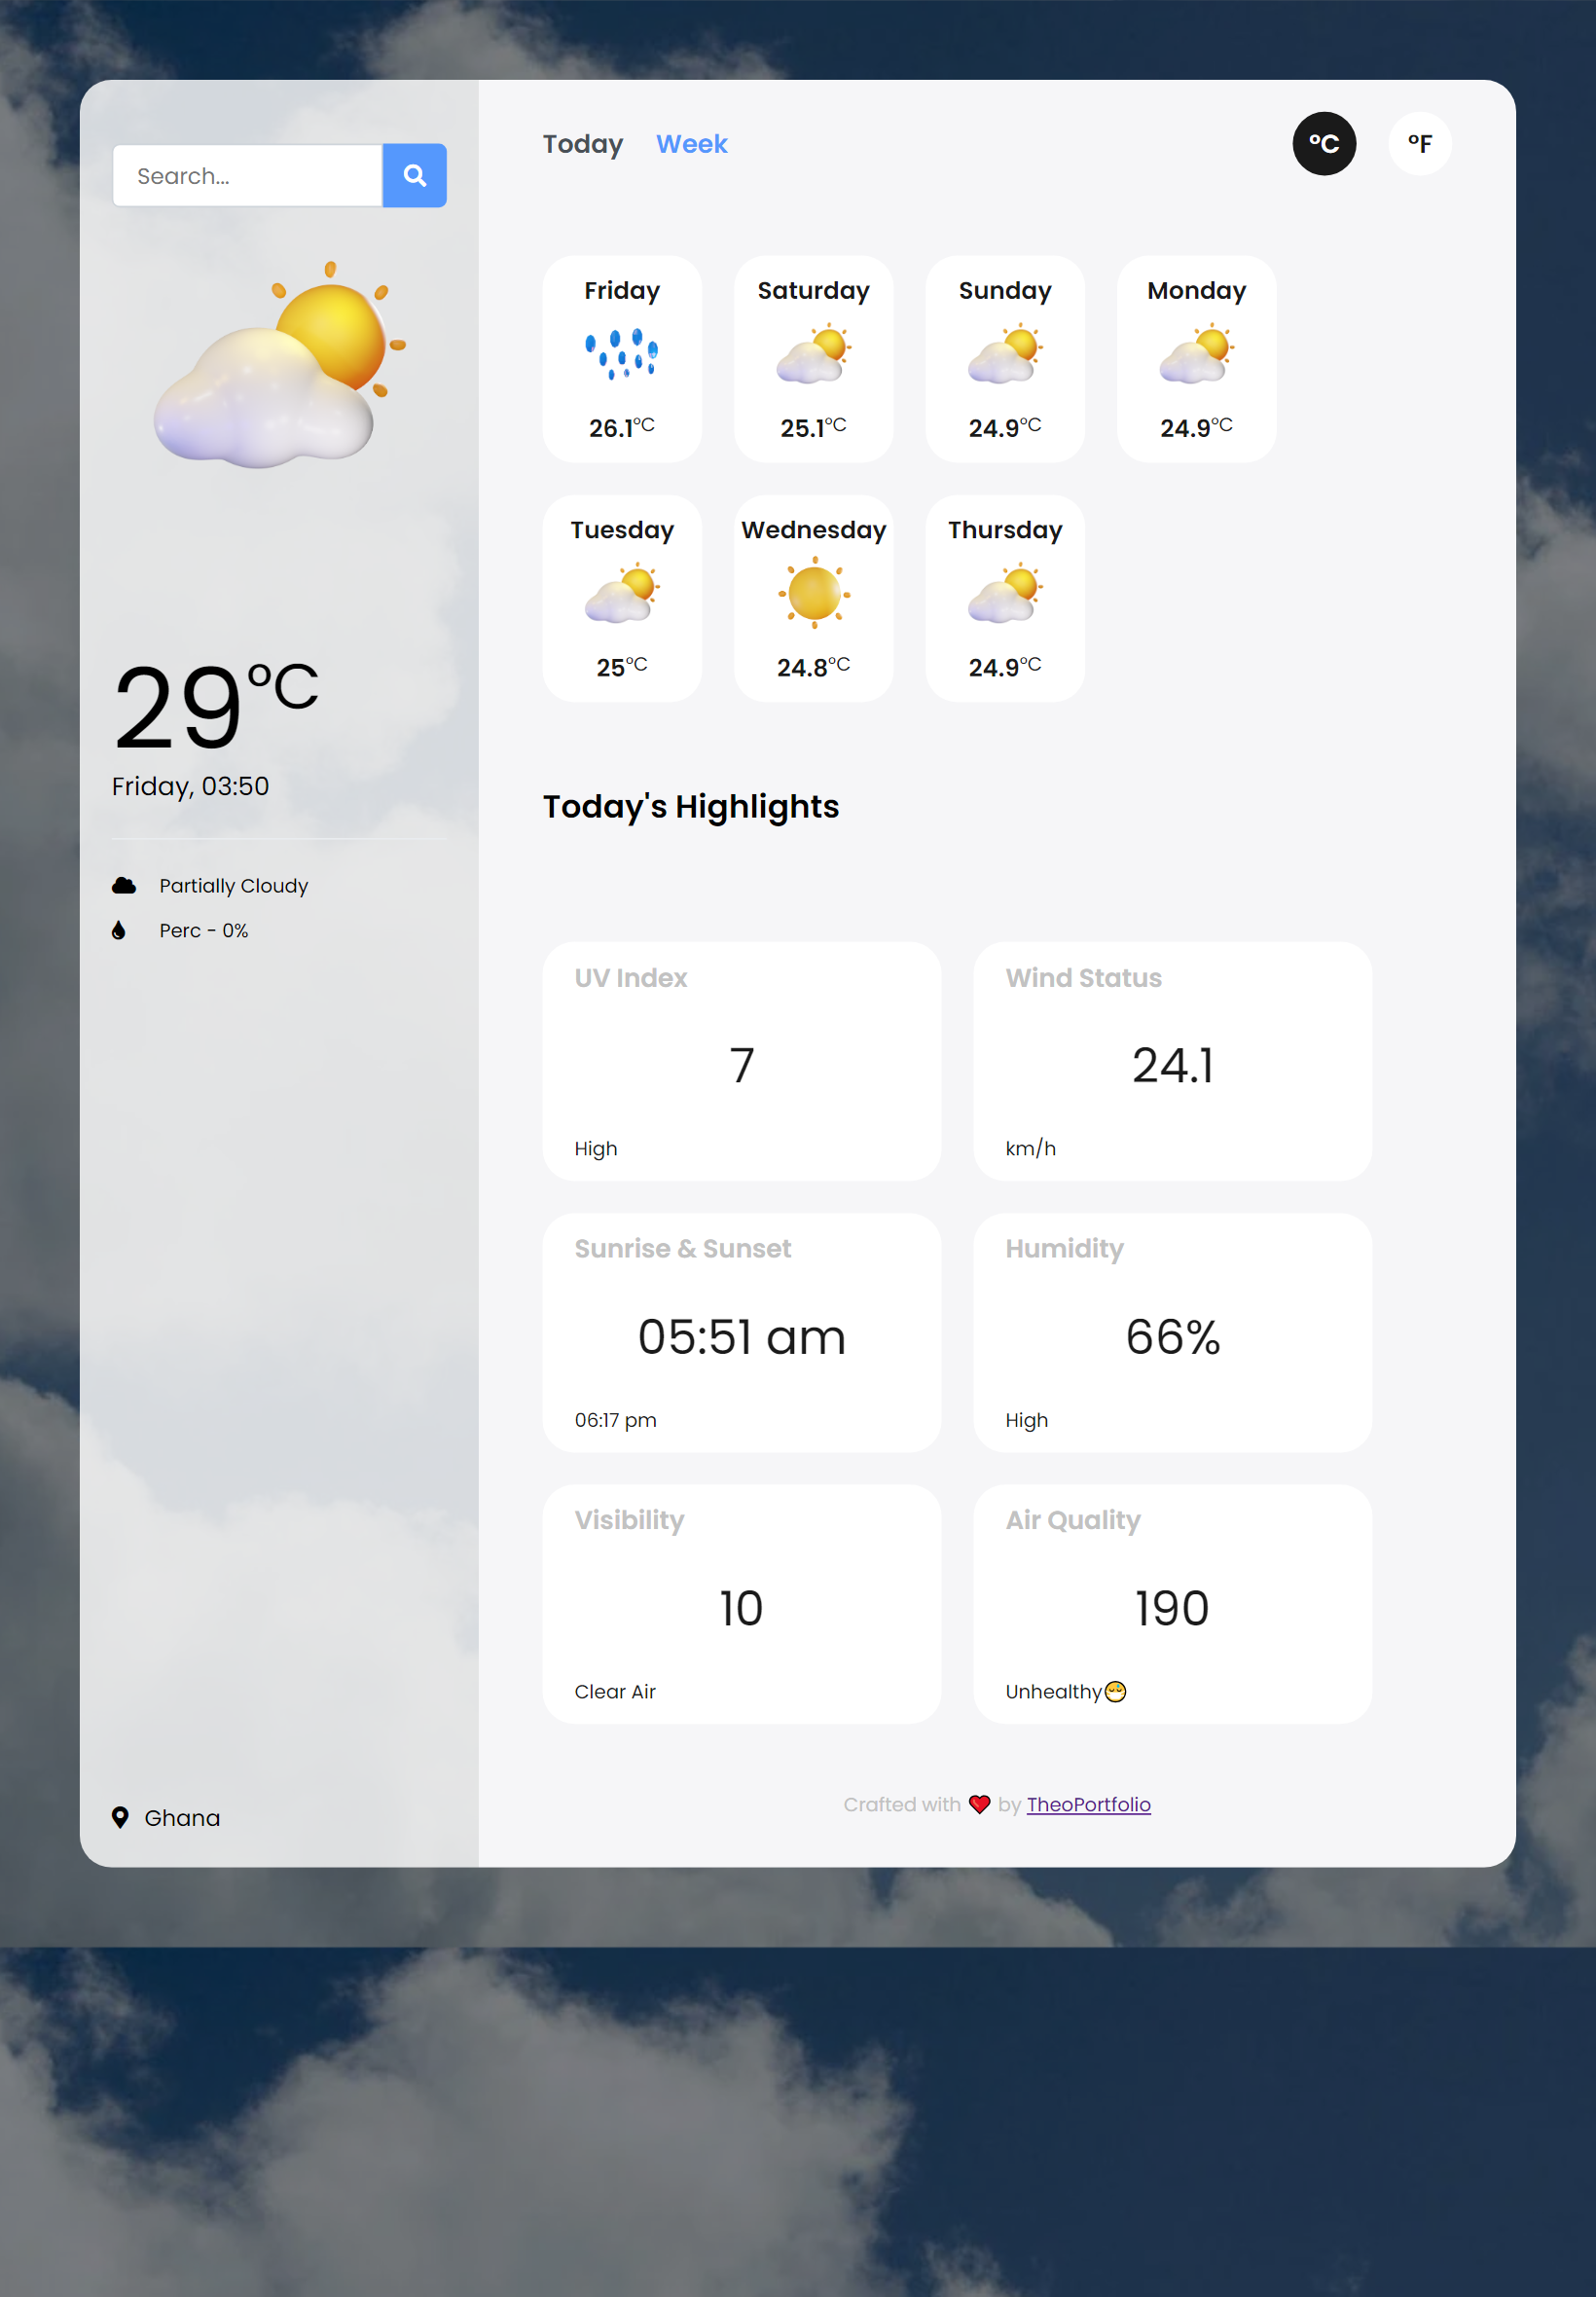 Search...
29°C
Friday, 03:50
Partially Cloudy
Perc - 0%
Ghana
Today Week
°C °F
Friday Saturday Sunday Monday
26.1°C 25.1°C 24.9°C 24.9°C
Tuesday Wednesday Thursday
25°C 24.8°C 24.9°C
Today's Highlights
UV Index
7
High
Wind Status
24.1
km/h
Sunrise & Sunset
05:51 am
06:17 pm
Humidity
66%
High
Visibility
10
Clear Air
Air Quality
190
Unhealthy😷
Crafted with ❤️ by TheoPortfolio